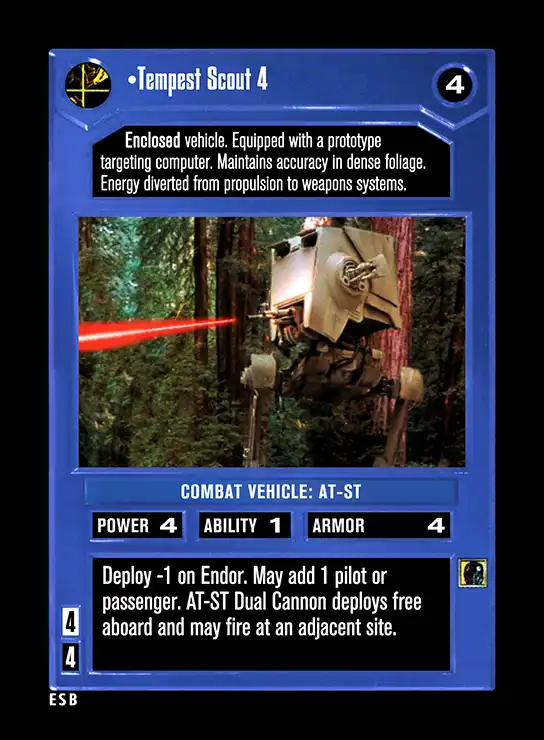 •Tempest Scout 4
4
Enclosed vehicle. Equipped with a prototype
targeting computer. Maintains accuracy in dense foliage.
Energy diverted from propulsion to weapons systems.
COMBAT VEHICLE: AT-ST
POWER 4 ABILITY 1 ARMOR 4
Deploy -1 on Endor. May add 1 pilot or
passenger. AT-ST Dual Cannon deploys free
aboard and may fire at an adjacent site.
4
4
ESB